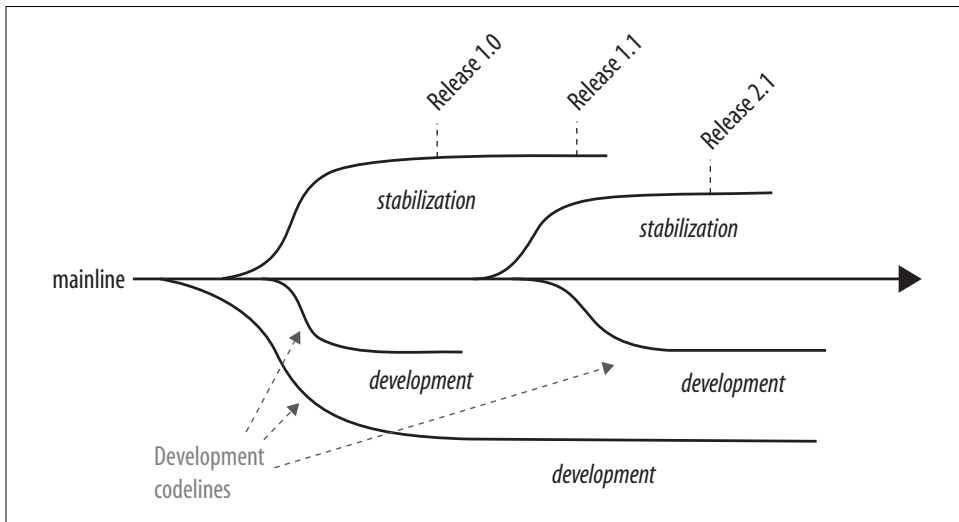 Release 1.0
Release 1.1
Release 2.1
stabilization
stabilization
mainline
development
development
Development
codelines
development